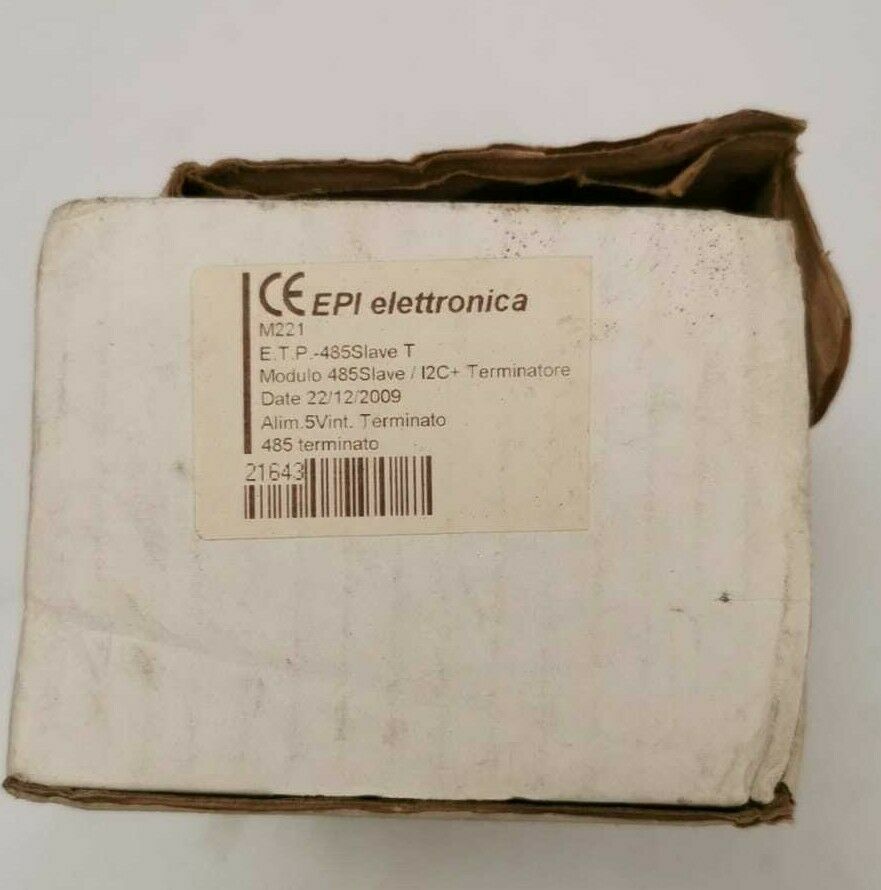 CE EPI elettronica
M221
E.T.P.-485Slave T
Modulo 485Slave / I2C+ Terminatore
Date 22/12/2009
Alim.5Vint. Terminato
485 terminato
21643